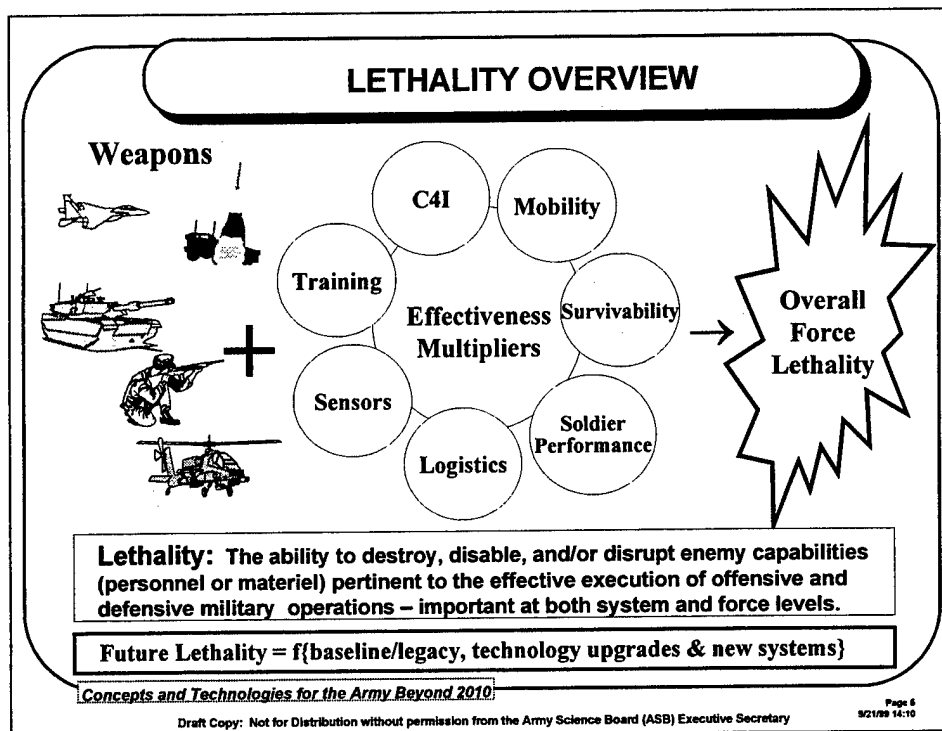 LETHALITY OVERVIEW
Weapons
C4I
Mobility
Training
Survivability
Effectiveness
Multipliers
Sensors
Soldier
Performance
Logistics
Overall
Force
Lethality
Lethality: The ability to destroy, disable, and/or disrupt enemy capabilities
(personnel or materiel) pertinent to the effective execution of offensive and
defensive military operations – important at both system and force levels.
Future Lethality = f{baseline/legacy, technology upgrades & new systems}
Concepts and Technologies for the Army Beyond 2010
Page 5
9/21/99 14:10
Draft Copy: Not for Distribution without permission from the Army Science Board (ASB) Executive Secretary